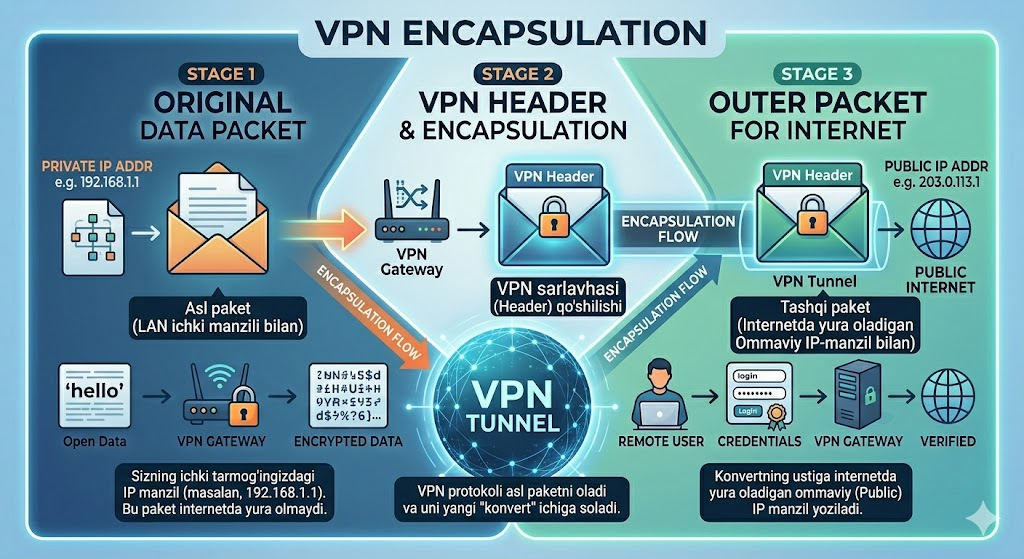 VPN ENCAPSULATION
STAGE 1
ORIGINAL
DATA PACKET
PRIVATE IP ADDR
e.g. 192.168.1.1
Asl paket
(LAN ichki manzili bilan)
ENCAPSULATION FLOW
'hello'
Open Data
VPN GATEWAY
ENCRYPTED DATA
Sizning ichki tarmog'ingizdagi
IP manzil (masalan, 192.168.1.1).
Bu paket internetda yura olmaydi.
STAGE 2
VPN HEADER
& ENCAPSULATION
VPN
Gateway
VPN Header
VPN sarlavhasi
(Header) qo'shilishi
ENCAPSULATION
FLOW
VPN
TUNNEL
VPN protokoli asl paketni oladi
va uni yangi "konvert" ichiga soladi.
ENCAPSULATION FLOW
STAGE 3
OUTER PACKET
FOR INTERNET
VPN Header
VPN Tunnel
PUBLIC IP ADDR
e.g. 203.0.113.1
PUBLIC
INTERNET
Tashqi paket
(Internetda yura oladigan
Ommaviy IP-manzil bilan)
login
Login
REMOTE USER
CREDENTIALS
VPN GATEWAY
VERIFIED
Konvertning ustiga internetda
yura oladigan ommaviy (Public)
IP manzil yoziladi.